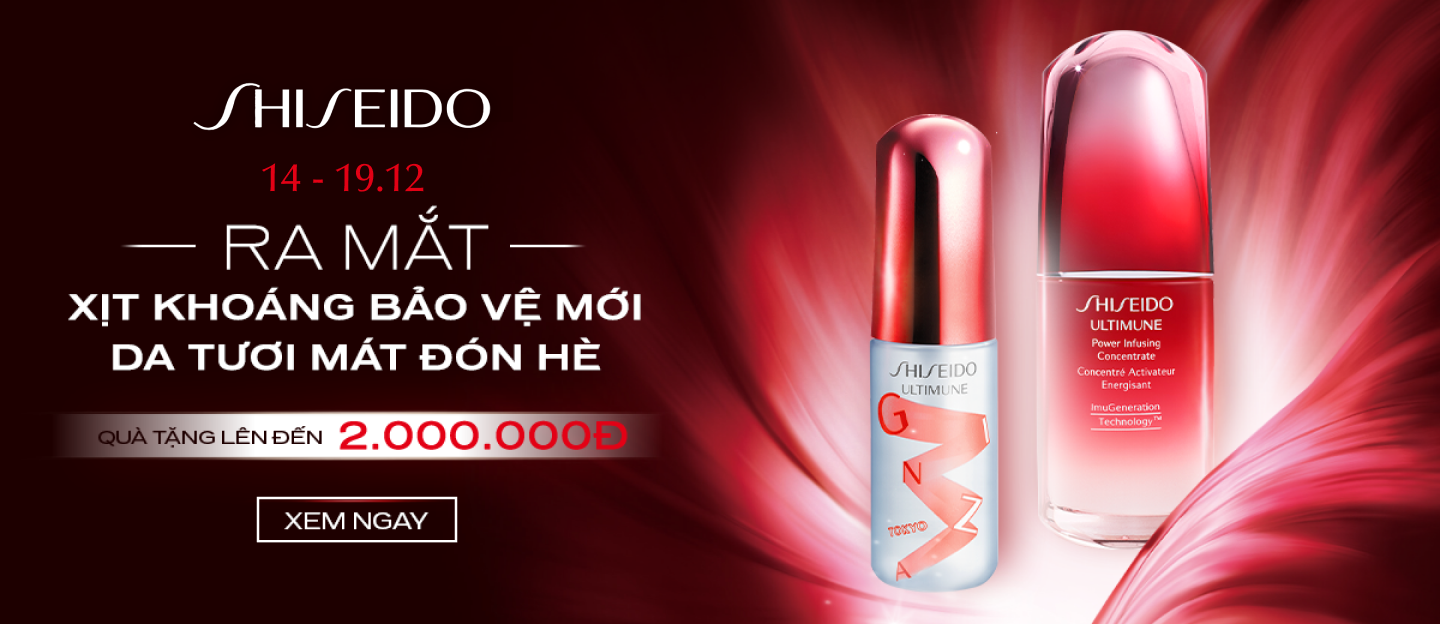 SHISEIDO
14 - 19.12
RA MẮT
XỊT KHOÁNG BẢO VỆ MỚI
DA TƯƠI MÁT ĐÓN HÈ
QUÀ TẶNG LÊN ĐẾN 2.000.000Đ
XEM NGAY
SHISEIDO
ULTIMUNE
GINZA
TOKYO
SHISEIDO
ULTIMUNE
Power Infusing
Concentrate
Concentré Activateur
Energisant
ImuGeneration
Technology™